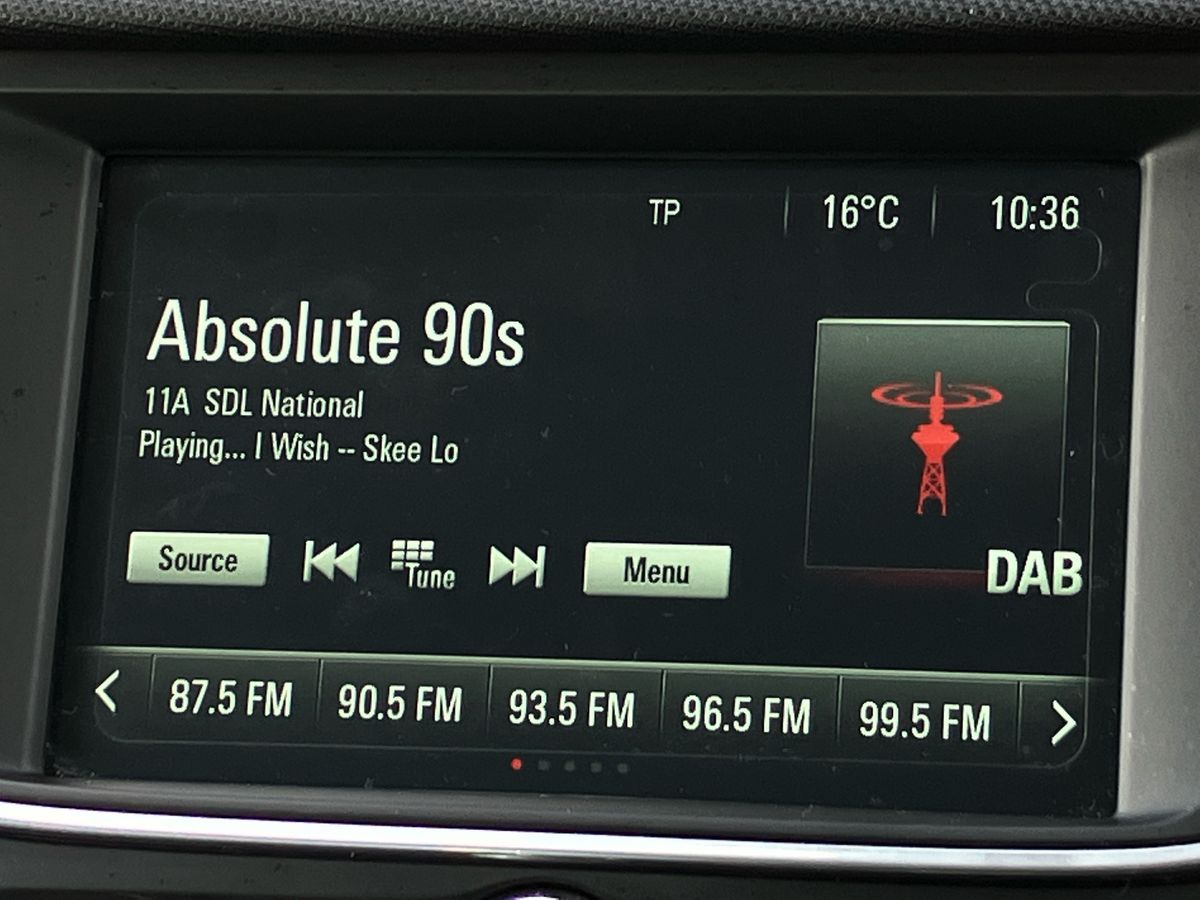 TP 16°C 10:36
Absolute 90s
11A SDL National
Playing... I Wish -- Skee Lo
Source Tune Menu
DAB
87.5 FM 90.5 FM 93.5 FM 96.5 FM 99.5 FM